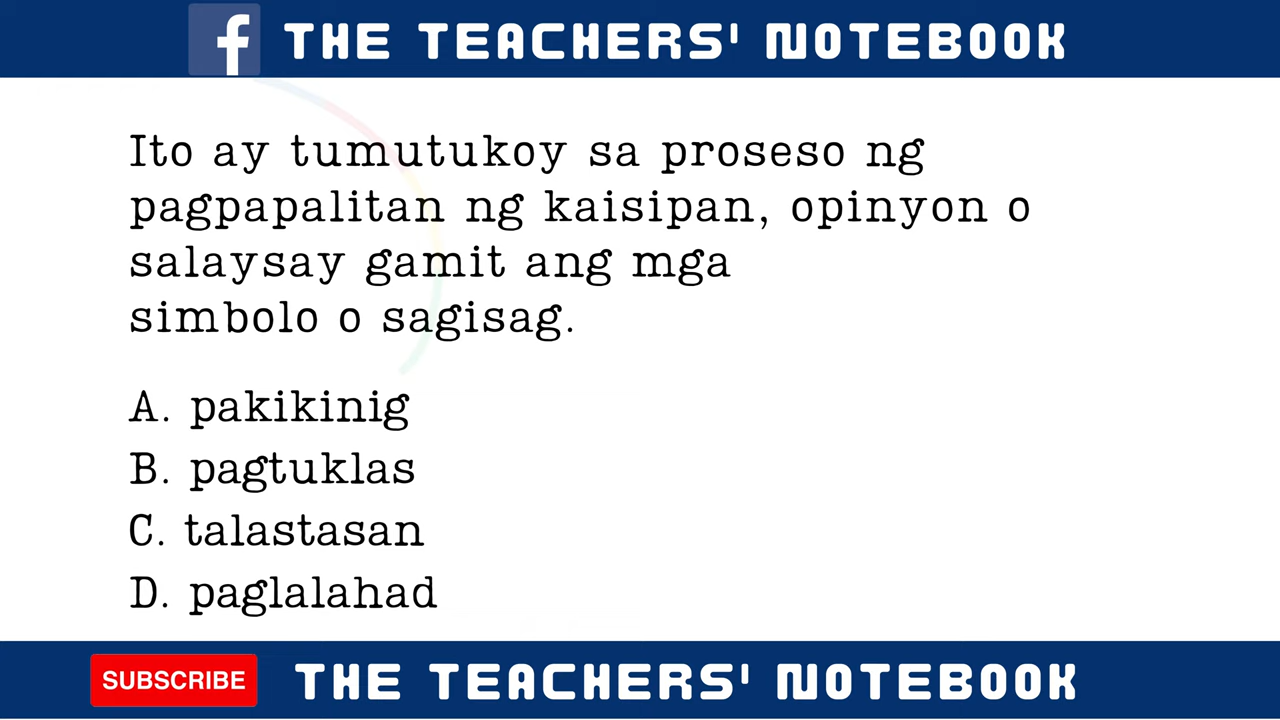 f THE TEACHERS' NOTEBOOK
Ito ay tumutukoy sa proseso ng
pagpapalitan ng kaisipan, opinyon o
salaysay gamit ang mga
simbolo o sagisag.
A. pakikinig
B. pagtuklas
C. talastasan
D. paglalahad
SUBSCRIBE THE TEACHERS' NOTEBOOK